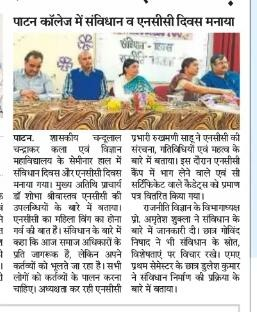 पाटन कॉलेज में संविधान व एनसीसी दिवस मनाया
संविधान - दिवस
पाटन. शासकीय चन्दूलाल
चन्द्राकर कला एवं विज्ञान
महाविद्यालय के सेमीनार हाल में
संविधान दिवस और एनसीसी दिवस
मनाया गया। मुख्य अतिथि प्राचार्य
डॉ शोभा श्रीवास्तव एनसीसी की
उपलब्धियों के बारे में बताया।
एनसीसी का महिला विंग का होना
गर्व की बात हैं। संविधान के बारे में
कहा कि आज समाज अधिकारों के
प्रति जागरूक हैं, लेकिन अपने
कर्तव्यों को भूलते जा रहा है। सभी
लोगों को कर्तव्यों के पालन करना
चाहिए। अध्यक्षता कर रही एनसीसी
प्रभारी रुखमणी साहू ने एनसीसी की
संरचना, गतिविधियों एवं महत्व के
बारे में बताया। इस दौरान एनसीसी
कैंप में भाग लेने वाले एवं सी
सर्टिफिकेट वाले कैडेट्स को प्रमाण
पत्र वितरित किया गया।
राजनीति विज्ञान के विभागाध्यक्ष
प्रो. अमृतेश शुक्ला ने संविधान के
बारे में जानकारी दी। छात्र गोविंद
निषाद ने भी संविधान के स्रोत,
विशेषताएं पर विचार रखे। एमए
प्रथम सेमेस्टर के छात्र डुलेश कुमार
ने संविधान निर्माण की प्रक्रिया के
बारे में बताया।